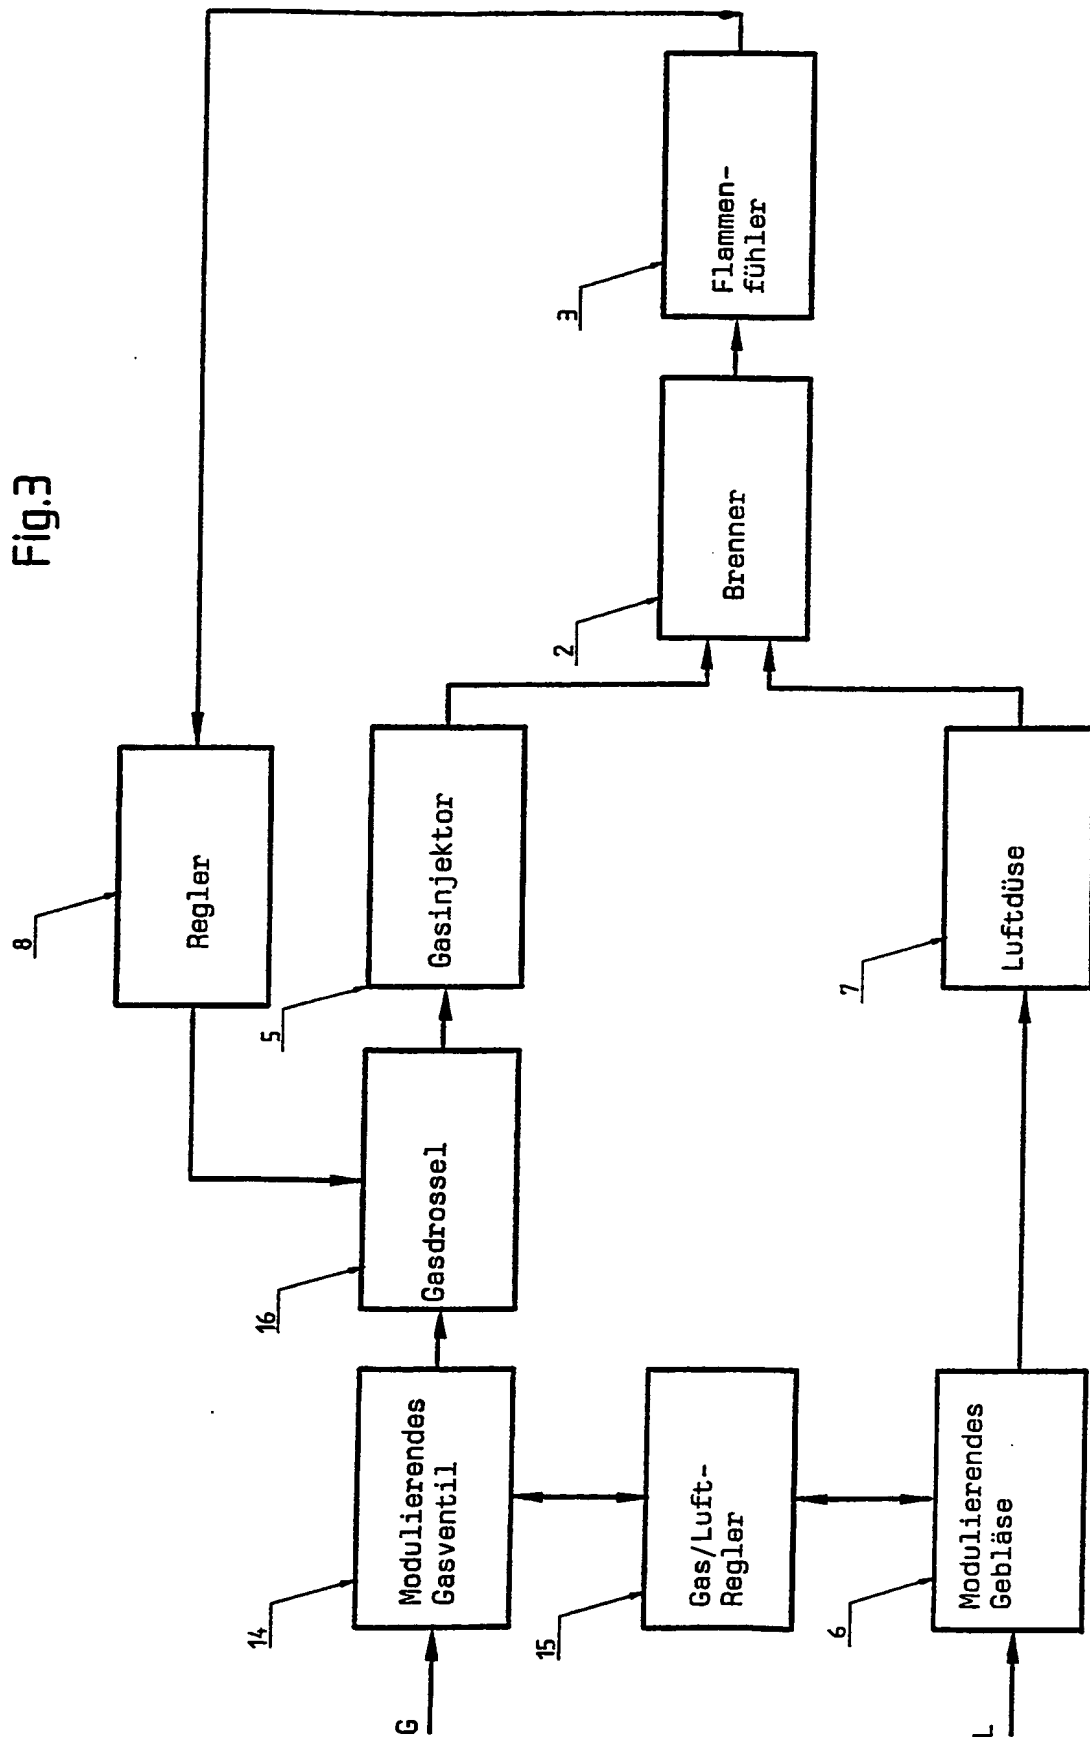 Fig.3
8
Regler
3
Flammen-
fühler
2
Brenner
5
Gasinjektor
16
Gasdrossel
14
Modulierendes
Gasventil
G
15
Gas/Luft-
Regler
7
Luftdüse
6
Modulierendes
Gebläse
L